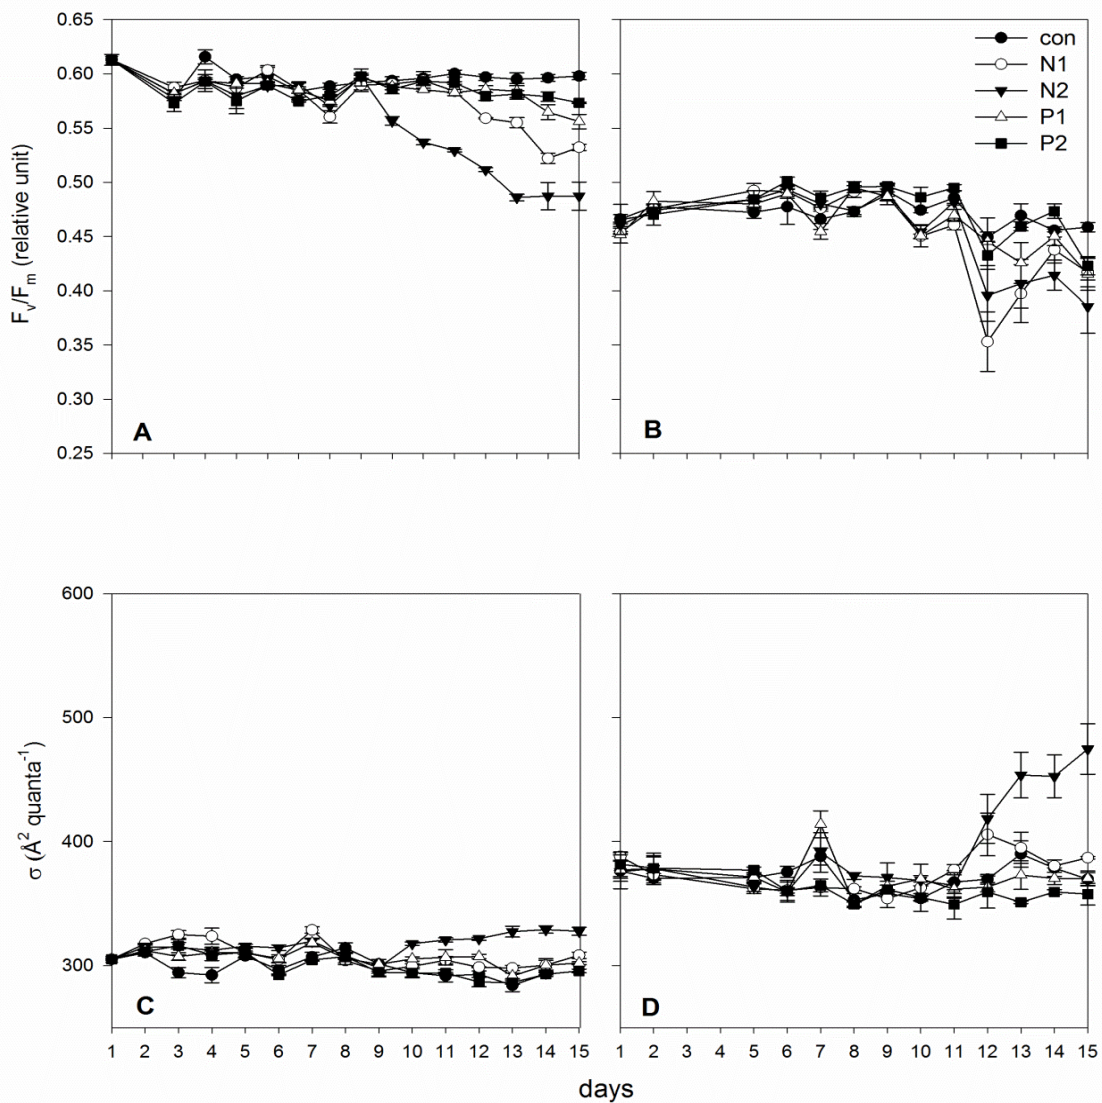 0.65
0.60
0.55
0.50
0.45
0.40
0.35
0.30
0.25
Fv/Fm (relative unit)
A
con
N1
N2
P1
P2
B
600
500
400
300
σ (Å² quanta⁻¹)
C
D
1 2 3 4 5 6 7 8 9 10 11 12 13 14 15
1 2 3 4 5 6 7 8 9 10 11 12 13 14 15
days